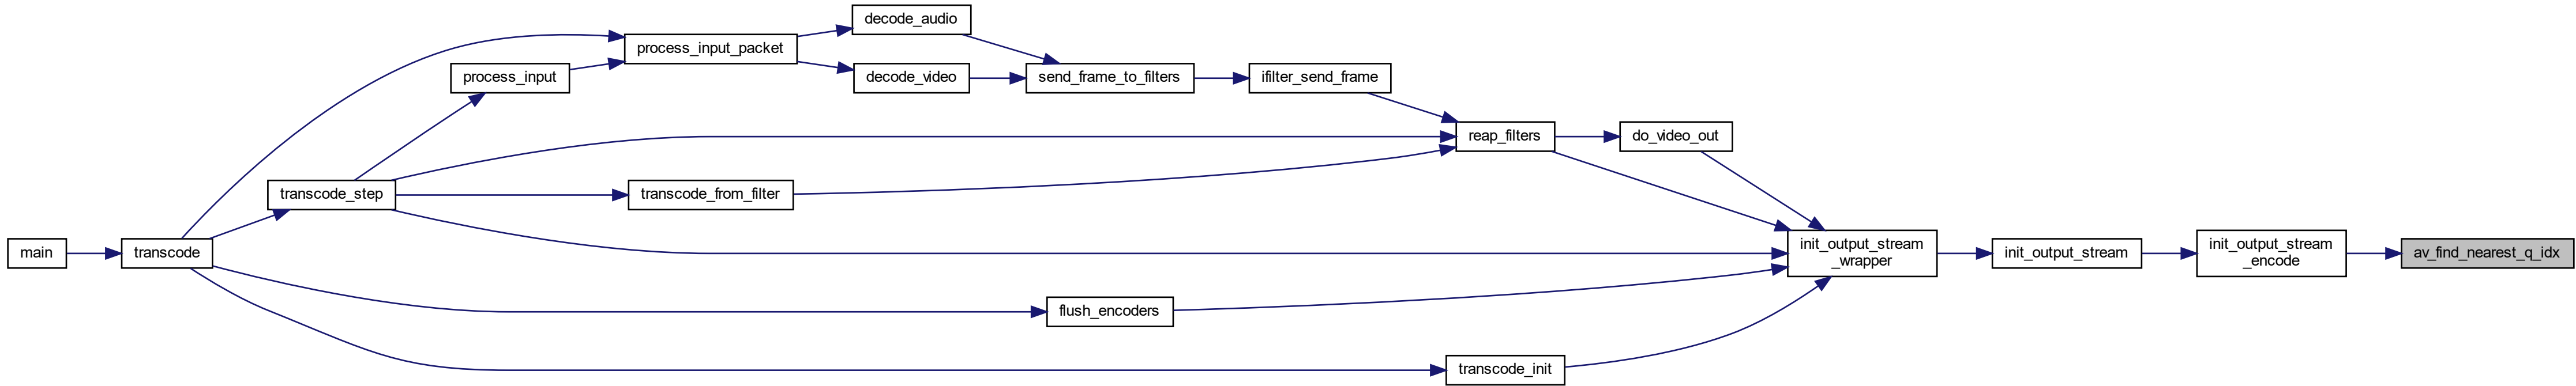 decode_audio
process_input_packet
process_input
decode_video
send_frame_to_filters
ifilter_send_frame
reap_filters
do_video_out
transcode_step
transcode_from_filter
main
transcode
init_output_stream
_wrapper
init_output_stream
init_output_stream
_encode
av_find_nearest_q_idx
flush_encoders
transcode_init